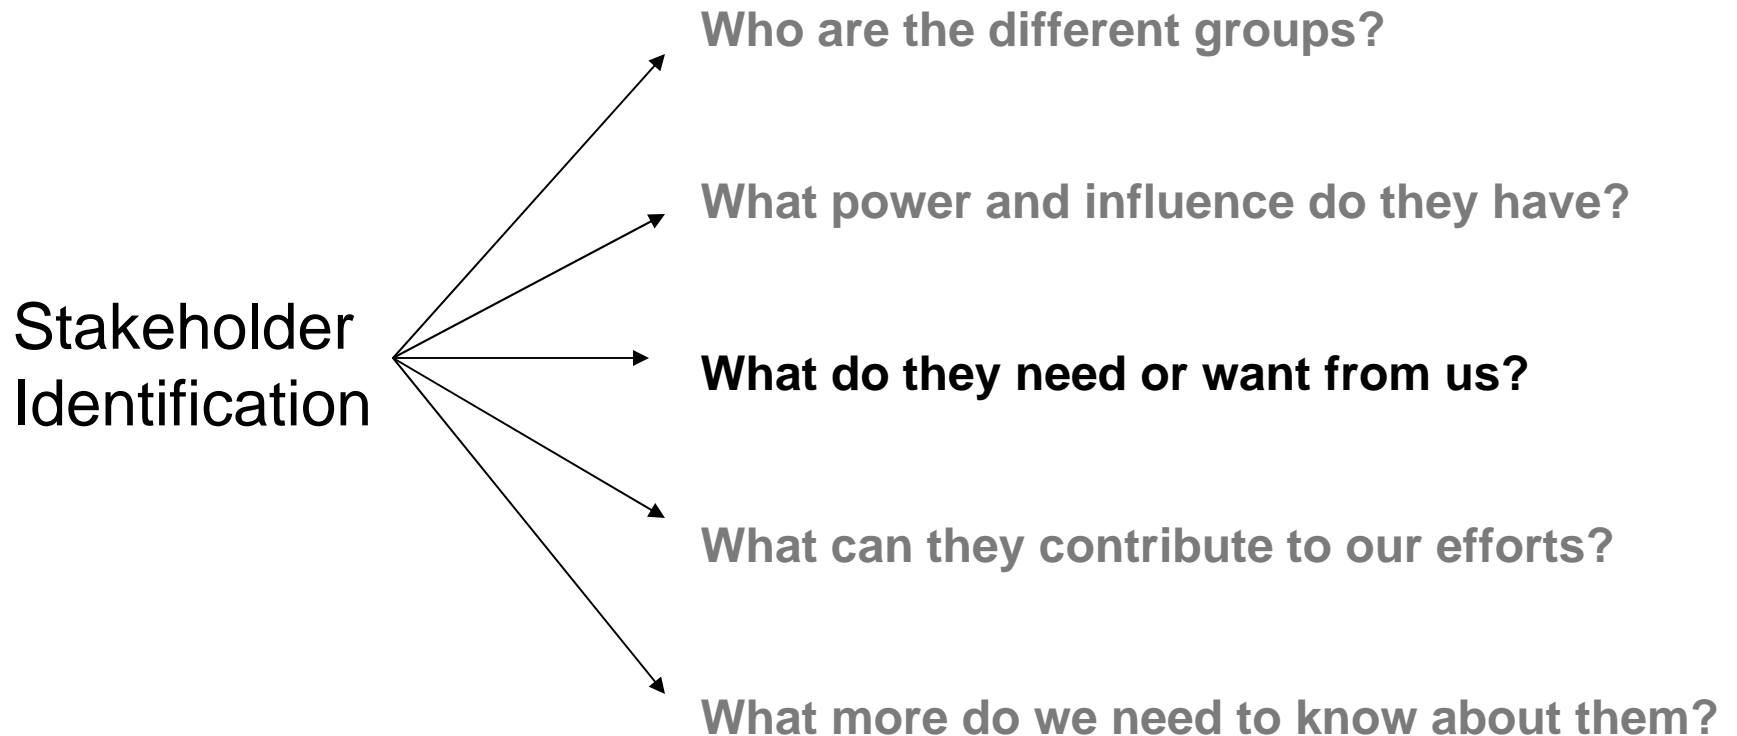 Stakeholder
Identification
Who are the different groups?
What power and influence do they have?
What do they need or want from us?
What can they contribute to our efforts?
What more do we need to know about them?